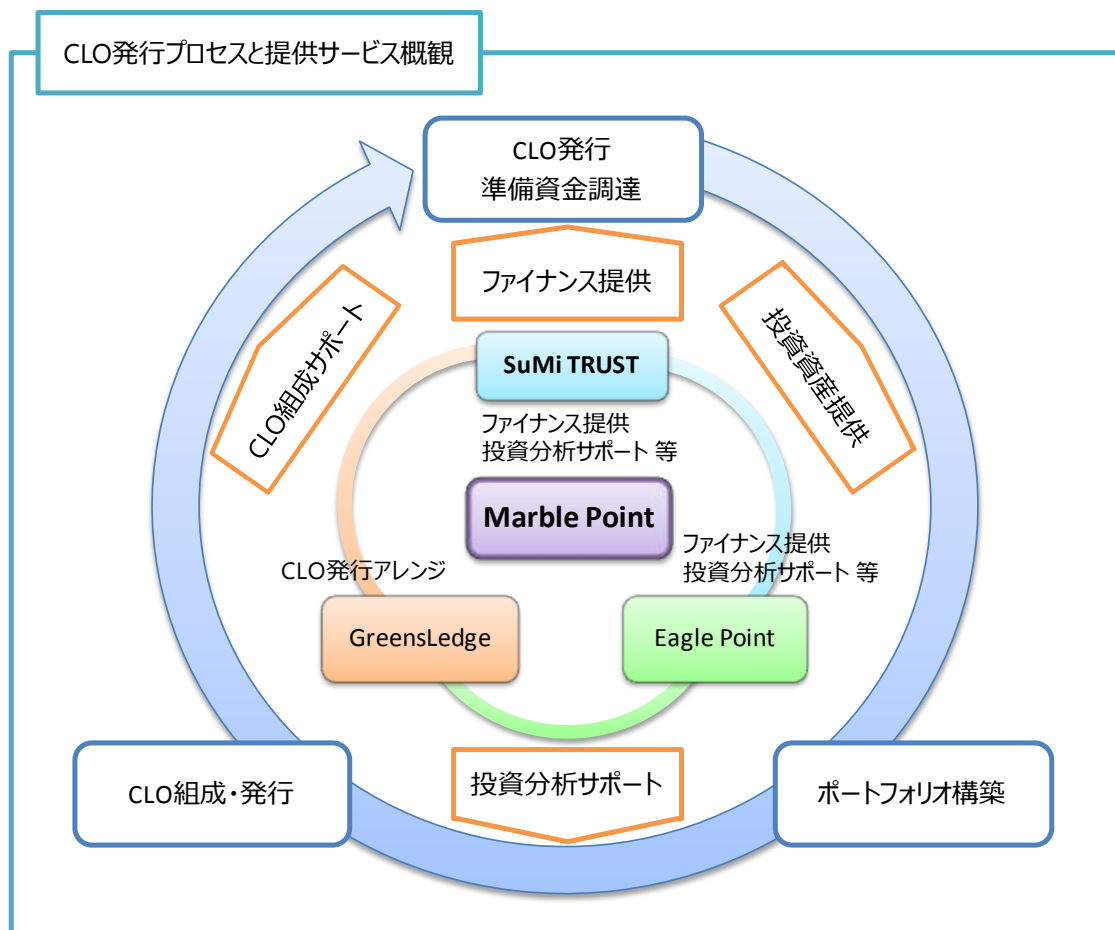 CLO発行プロセスと提供サービス概観
CLO発行
準備資金調達
ファイナンス提供
CLO組成サポート
投資資産提供
SuMi TRUST
ファイナンス提供
投資分析サポート 等
Marble Point
ファイナンス提供
投資分析サポート 等
CLO発行アレンジ
GreensLedge
Eagle Point
投資分析サポート
CLO組成・発行
ポートフォリオ構築